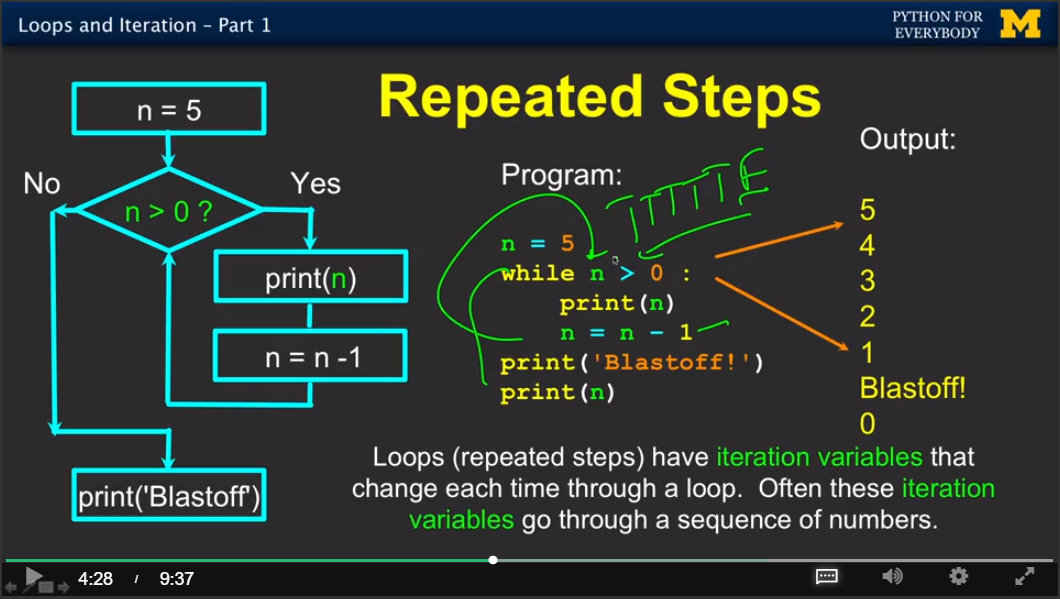 Loops and Iteration – Part 1
PYTHON FOR
EVERYBODY
M
Repeated Steps
n = 5
No
Yes
n > 0 ?
print(n)
n = n -1
print('Blastoff')
Program:
TTTTTF
n = 5
while n > 0 :
    print(n)
    n = n - 1
print('Blastoff!')
print(n)
Output:
5
4
3
2
1
Blastoff!
0
Loops (repeated steps) have iteration variables that
change each time through a loop.  Often these iteration
variables go through a sequence of numbers.
4:28 / 9:37